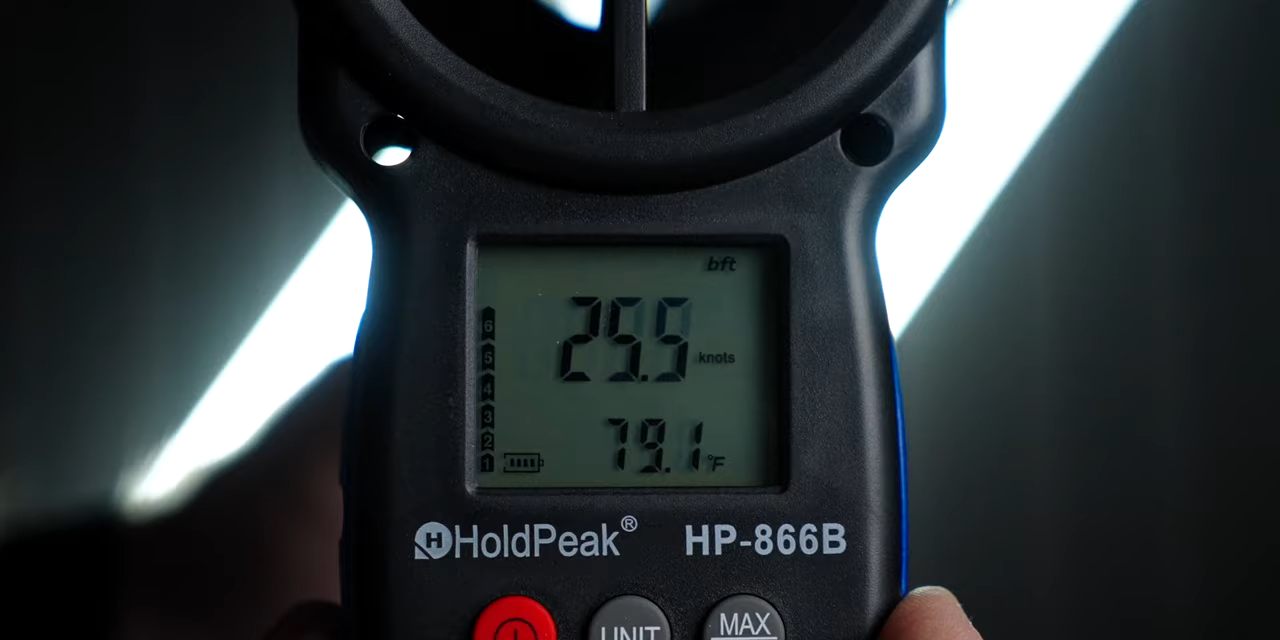 bft
25.9
knots
79.1
°F
6
5
4
3
2
1
HoldPeak®
HP-866B
UNIT
MAX